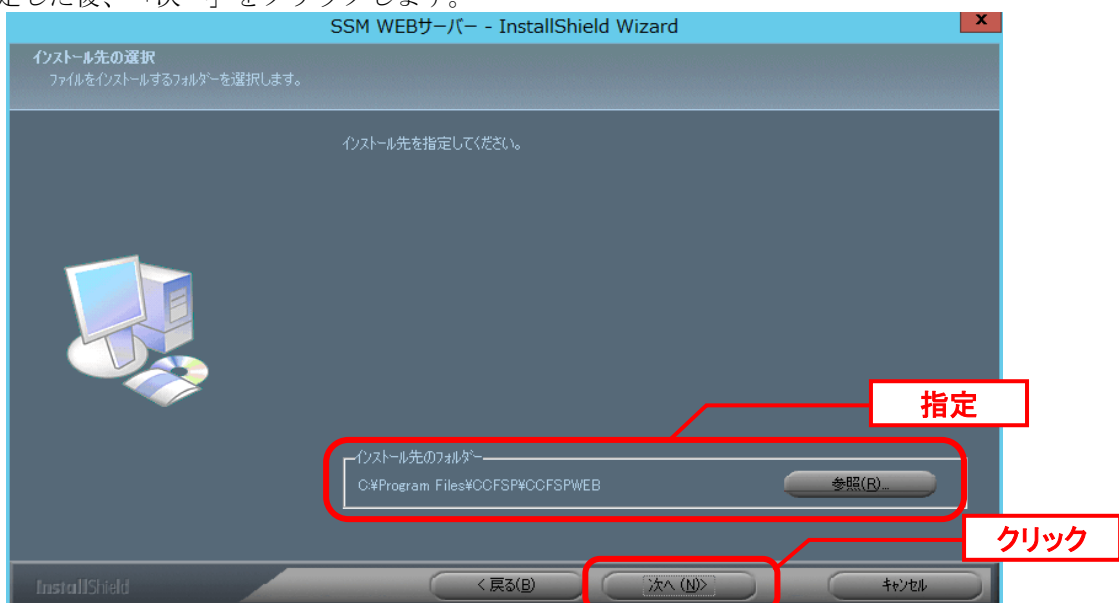 した後、「次へ」をクリックします。
SSM WEBサーバー - InstallShield Wizard
x
インストール先の選択
ファイルをインストールするフォルダーを選択します。
インストール先を指定してください。
指定
インストール先のフォルダー
C:¥Program Files¥CCFSP¥CCFSPWEB
参照(R)...
クリック
InstallShield
< 戻る(B)
次へ (N)>
キャンセル